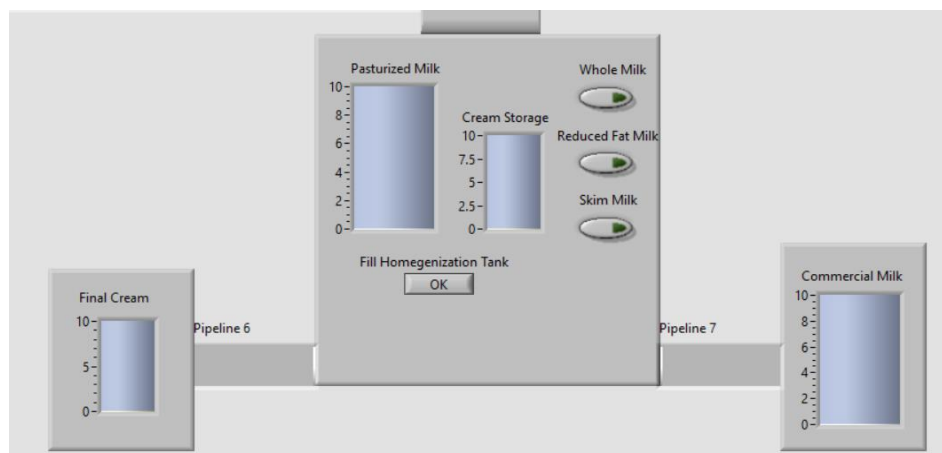 Pasturized Milk
10
8
6
4
2
0
Cream Storage
10
7.5
5
2.5
0
Whole Milk
Reduced Fat Milk
Skim Milk
Fill Homegenization Tank
OK
Final Cream
10
5
0
Pipeline 6
Pipeline 7
Commercial Milk
10
8
6
4
2
0